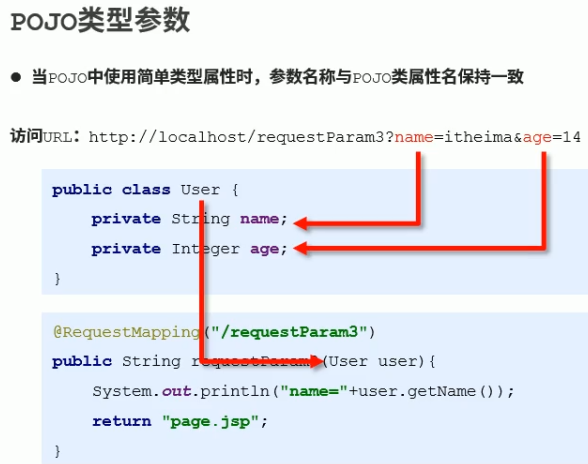 POJO类型参数
● 当POJO中使用简单类型属性时，参数名称与POJO类属性名保持一致
访问URL：http://localhost/requestParam3?name=itheima&age=14
public class User {
private String name;
private Integer age;
}
@RequestMapping("/requestParam3")
public String requestParam3(User user){
System.out.println("name="+user.getName());
return "page.jsp";
}